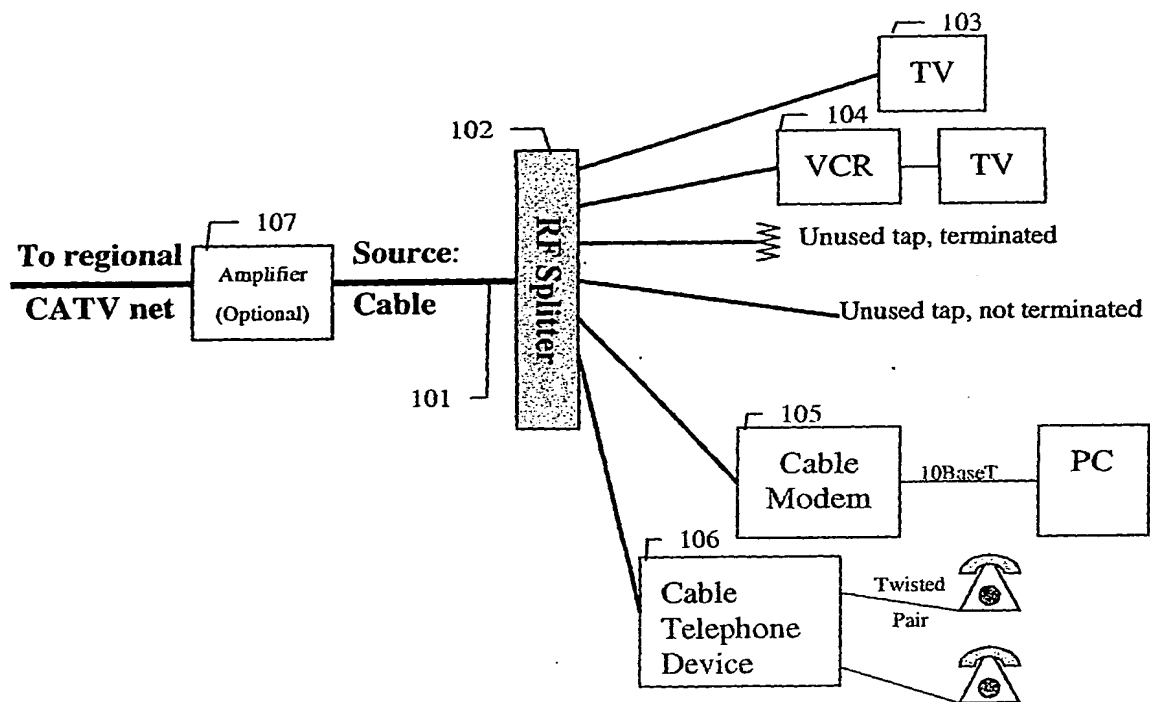 103
TV
102
104
VCR
TV
107
To regional
CATV net
Amplifier
(Optional)
Source:
Cable
RF Splitter
Unused tap, terminated
Unused tap, not terminated
101
105
Cable
Modem
10BaseT
PC
106
Cable
Telephone
Device
Twisted
Pair